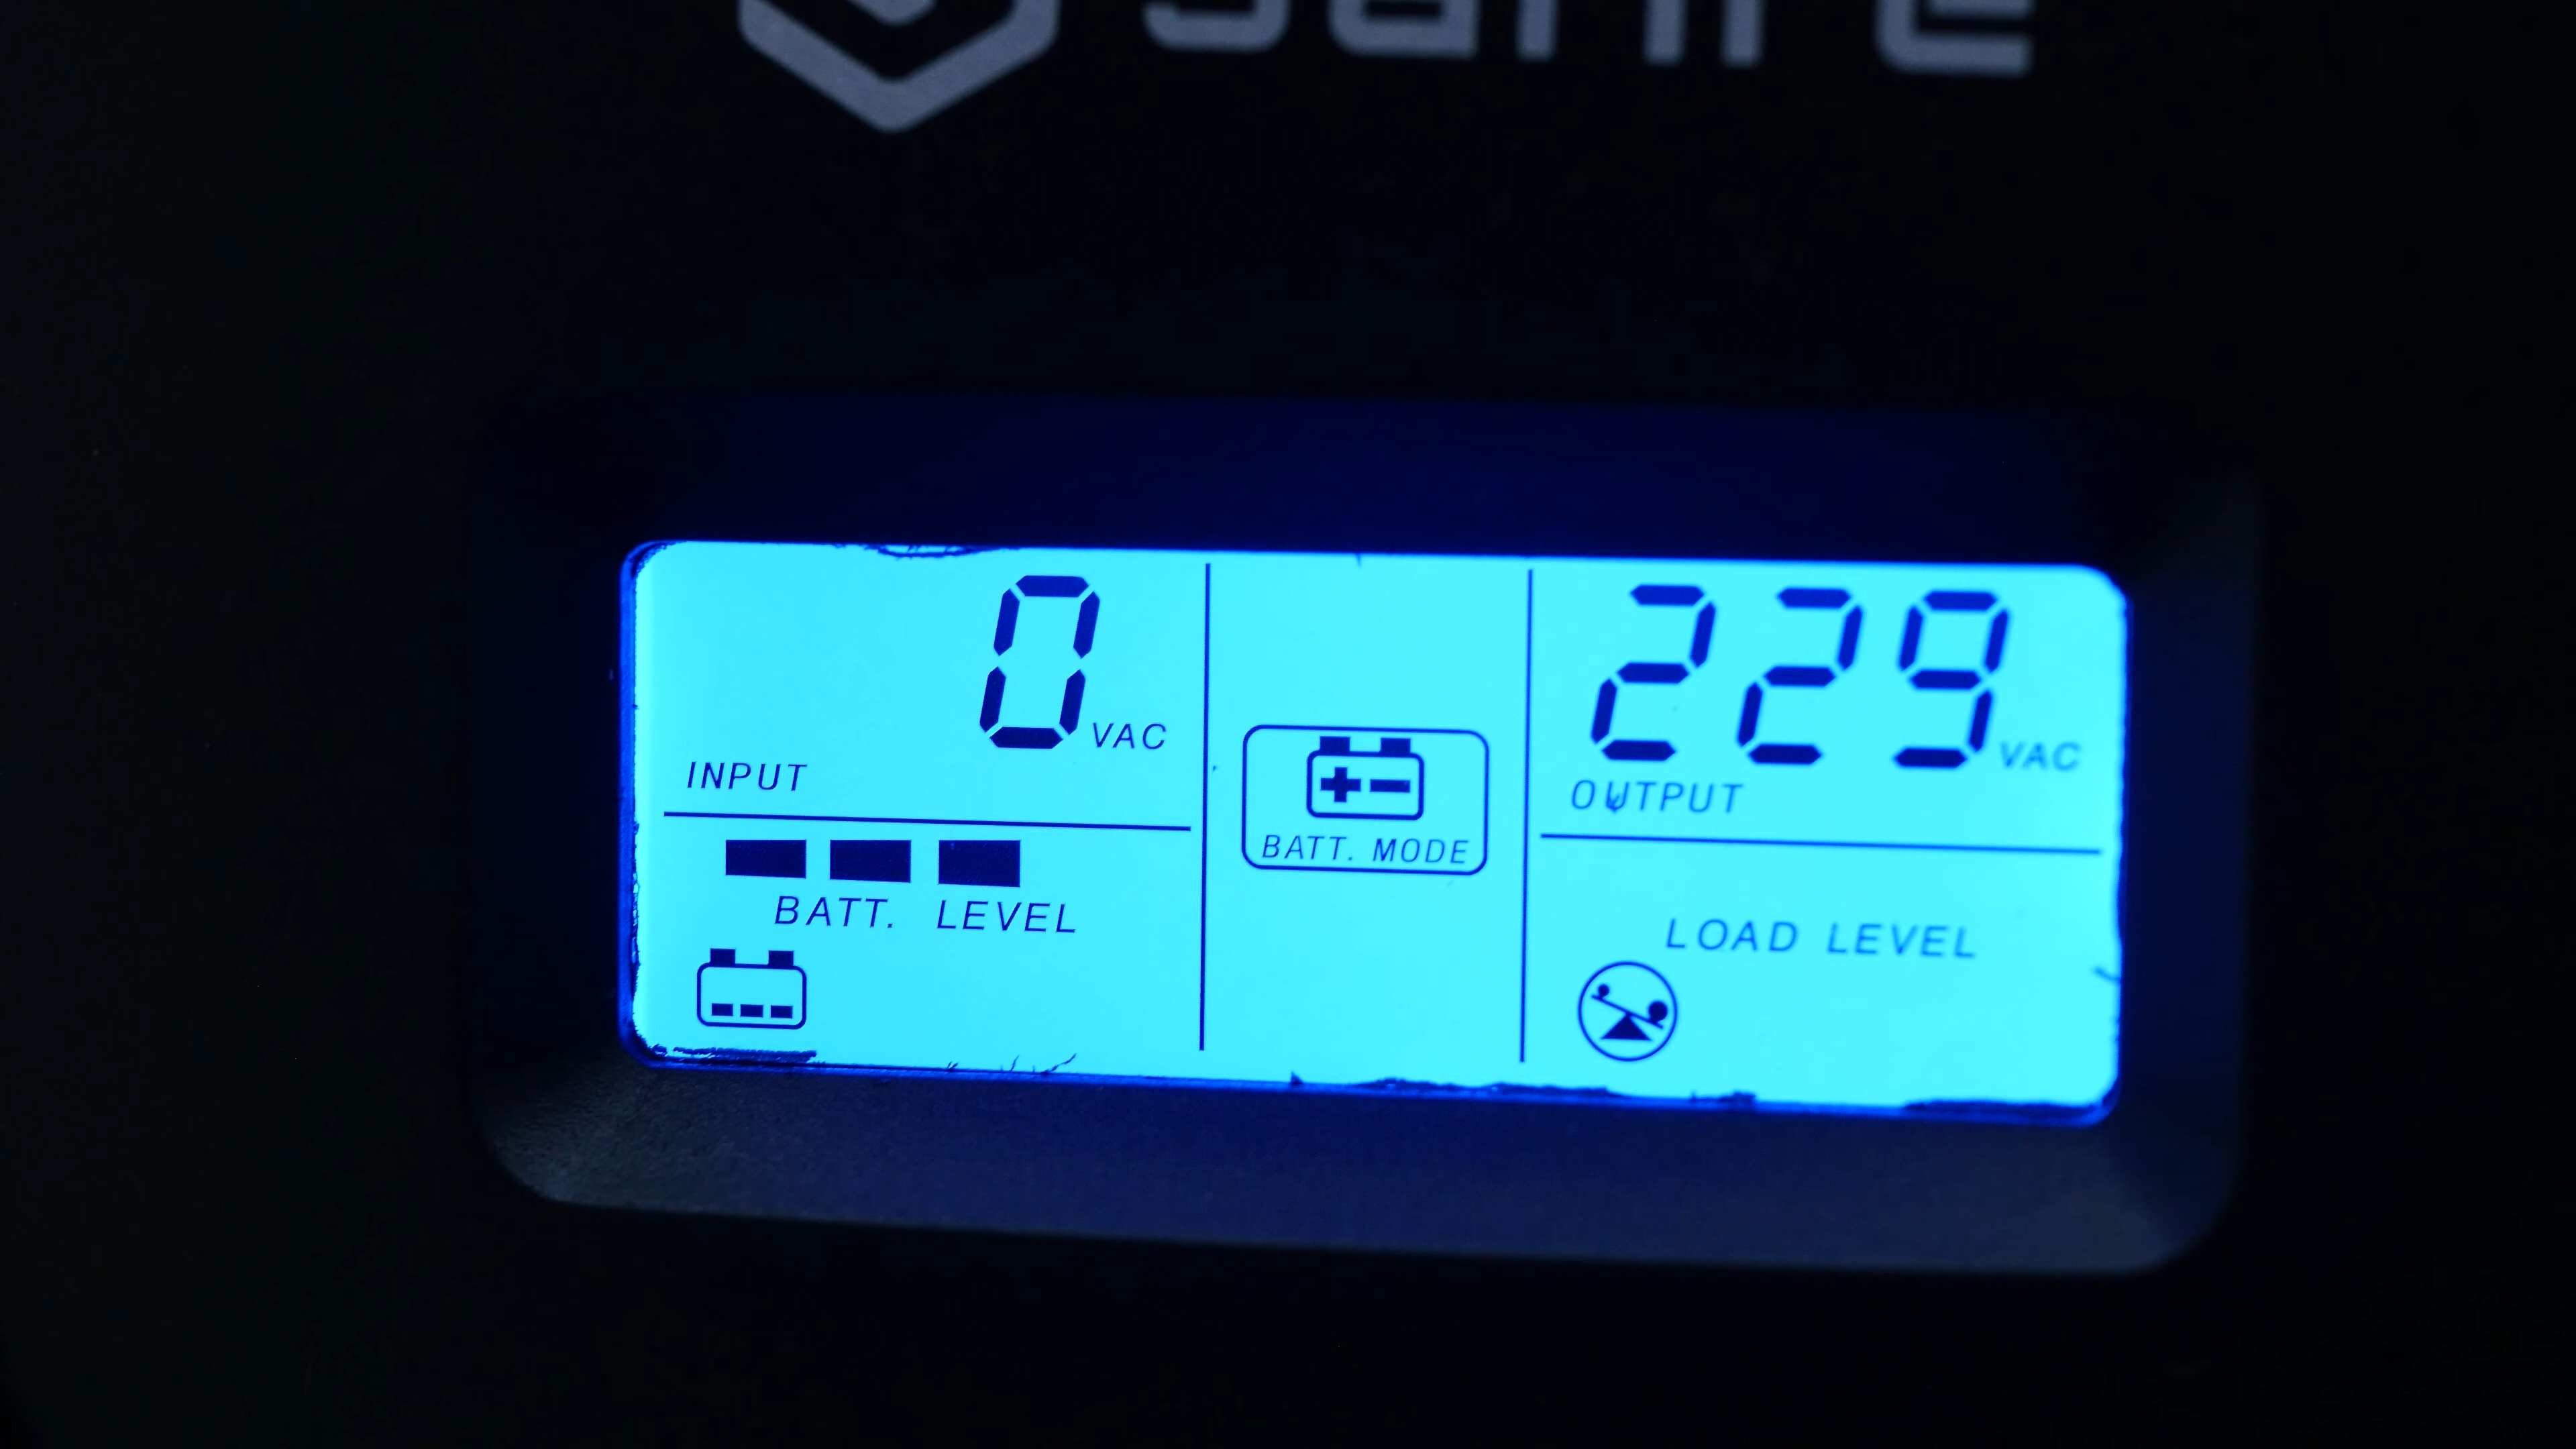 0 VAC
INPUT
BATT. LEVEL
BATT. MODE
229 VAC
OUTPUT
LOAD LEVEL